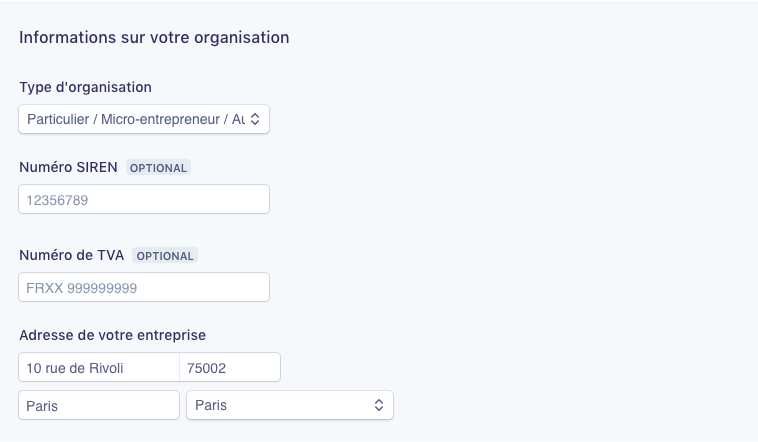 Informations sur votre organisation
Type d'organisation
Particulier / Micro-entrepreneur / Au
Numéro SIREN OPTIONAL
12356789
Numéro de TVA OPTIONAL
FRXX 999999999
Adresse de votre entreprise
10 rue de Rivoli 75002
Paris Paris